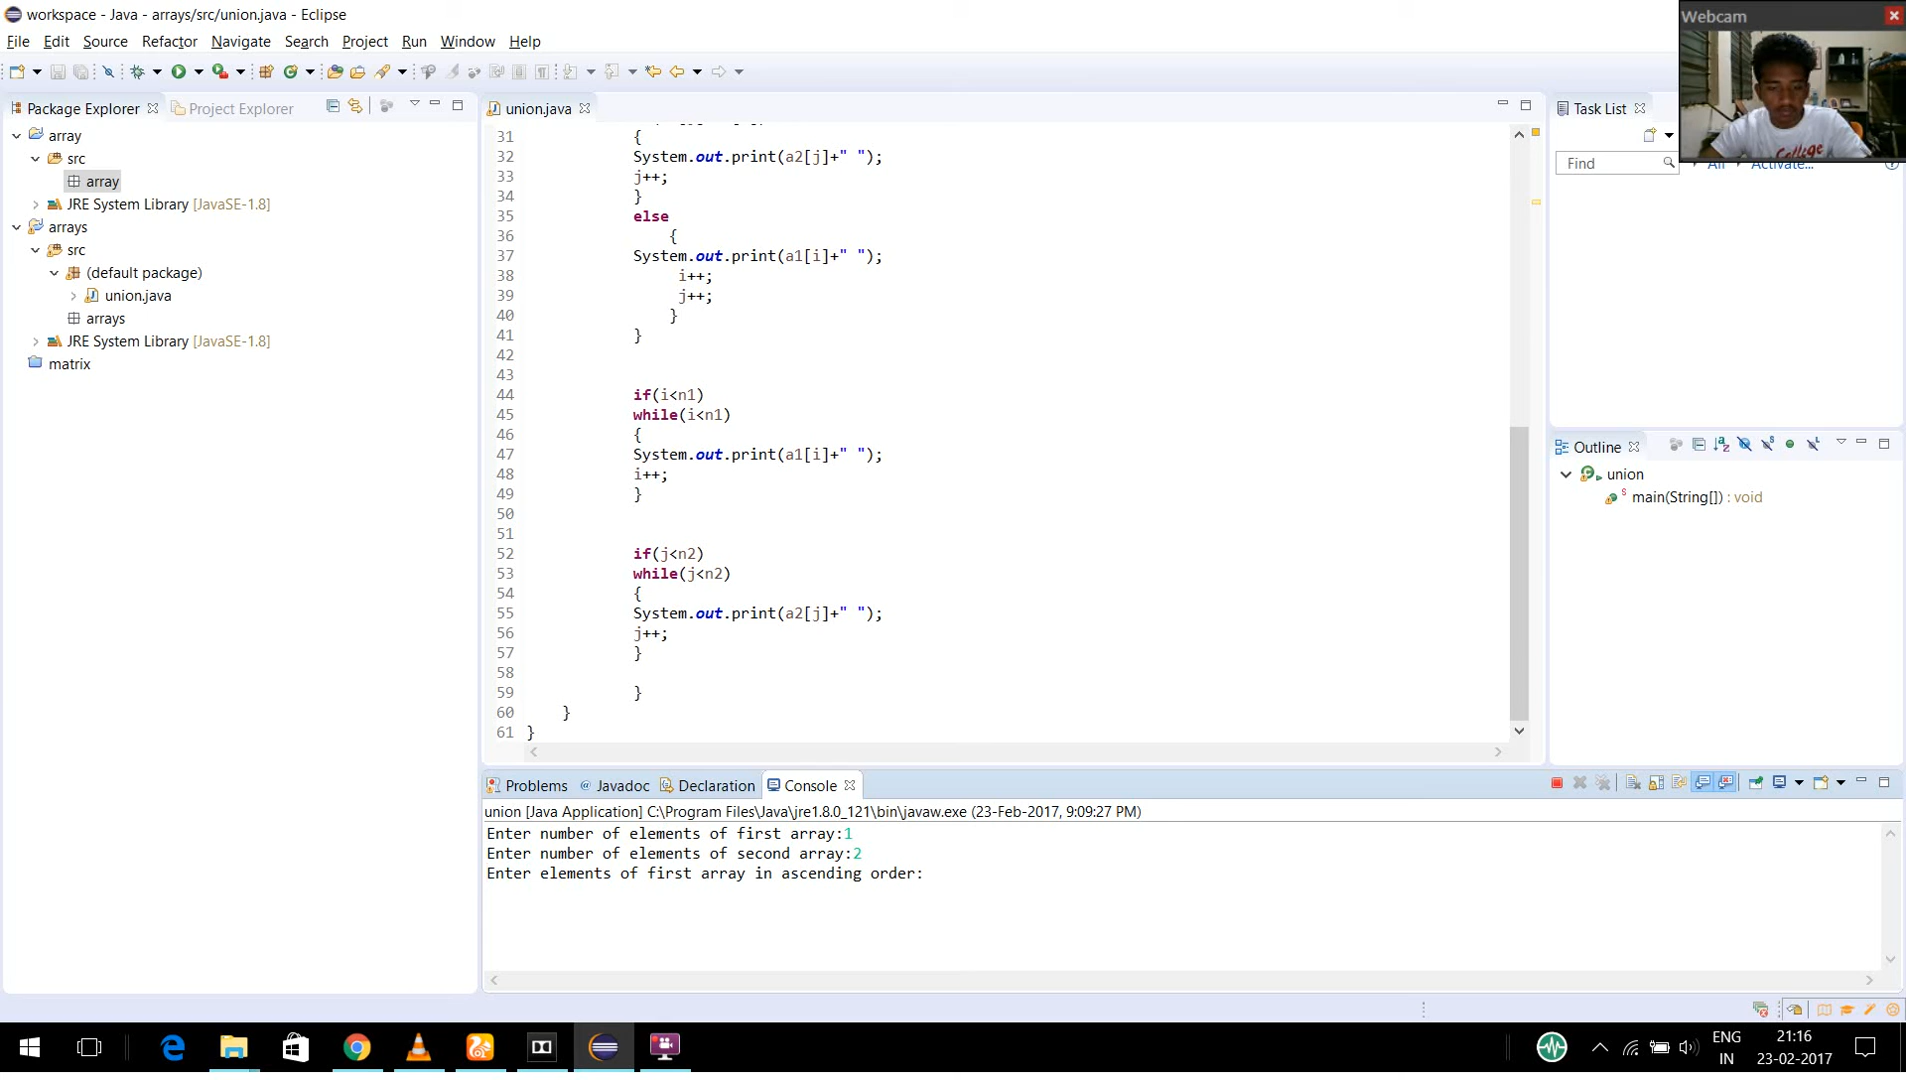 workspace - Java - arrays/src/union.java - Eclipse
Webcam
File Edit Source Refactor Navigate Search Project Run Window Help
Package Explorer
Project Explorer
union.java
Task List
array
src
array
JRE System Library [JavaSE-1.8]
arrays
src
(default package)
union.java
arrays
JRE System Library [JavaSE-1.8]
matrix
31 {
32 System.out.print(a2[j]+" ");
33 j++;
34 }
35 else
36 {
37 System.out.print(a1[i]+" ");
38 i++;
39 j++;
40 }
41 }
42
43
44 if(i<n1)
45 while(i<n1)
46 {
47 System.out.print(a1[i]+" ");
48 i++;
49 }
50
51
52 if(j<n2)
53 while(j<n2)
54 {
55 System.out.print(a2[j]+" ");
56 j++;
57 }
58
59 }
60 }
61 }
College
Find
All
Activate...
Outline
union
main(String[]) : void
Problems @ Javadoc Declaration Console
union [Java Application] C:\Program Files\Java\jre1.8.0_121\bin\javaw.exe (23-Feb-2017, 9:09:27 PM)
Enter number of elements of first array:1
Enter number of elements of second array:2
Enter elements of first array in ascending order:
ENG
IN
21:16
23-02-2017